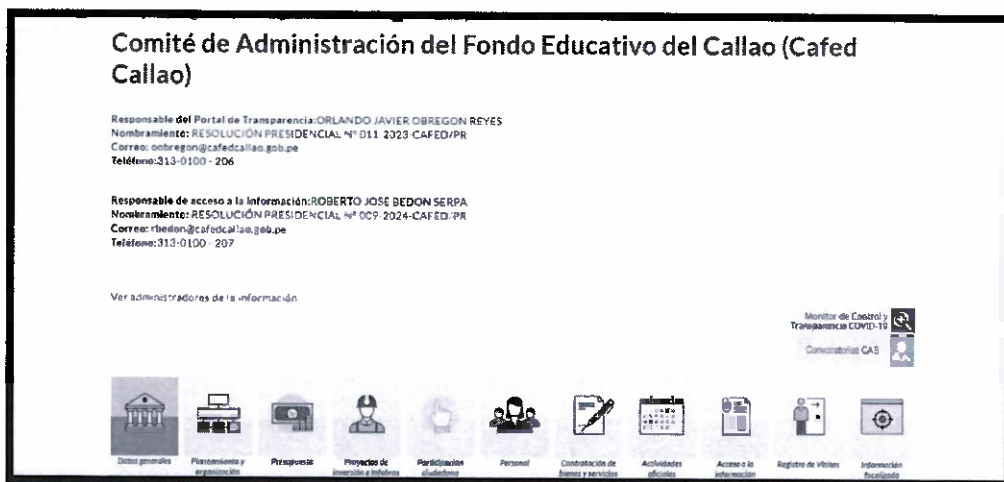 Comité de Administración del Fondo Educativo del Callao (Cafed
Callao)
Responsable del Portal de Transparencia:ORLANDO JAVIER OBREGON REYES
Nombramiento: RESOLUCIÓN PRESIDENCIAL Nº 011-2023-CAFED/PR
Correo: oobregon@cafedcallao.gob.pe
Teléfono:313-0100 - 206
Responsable de acceso a la información:ROBERTO JOSE BEDON SERPA
Nombramiento: RESOLUCIÓN PRESIDENCIAL Nº 009-2024-CAFED/PR
Correo: rbedon@cafedcallao.gob.pe
Teléfono:313-0100 - 207
Ver administradores de la información
Monitor de Control y
Transparencia COVID-19
Convocatorias CAS
Datos generales Planeamiento y Presupuesto Proyectos de Participación Personal Contratación de Actividades Acceso a la Registro de Visitas Información
organización inversión e Infobras ciudadana bienes y servicios oficiales información focalizada